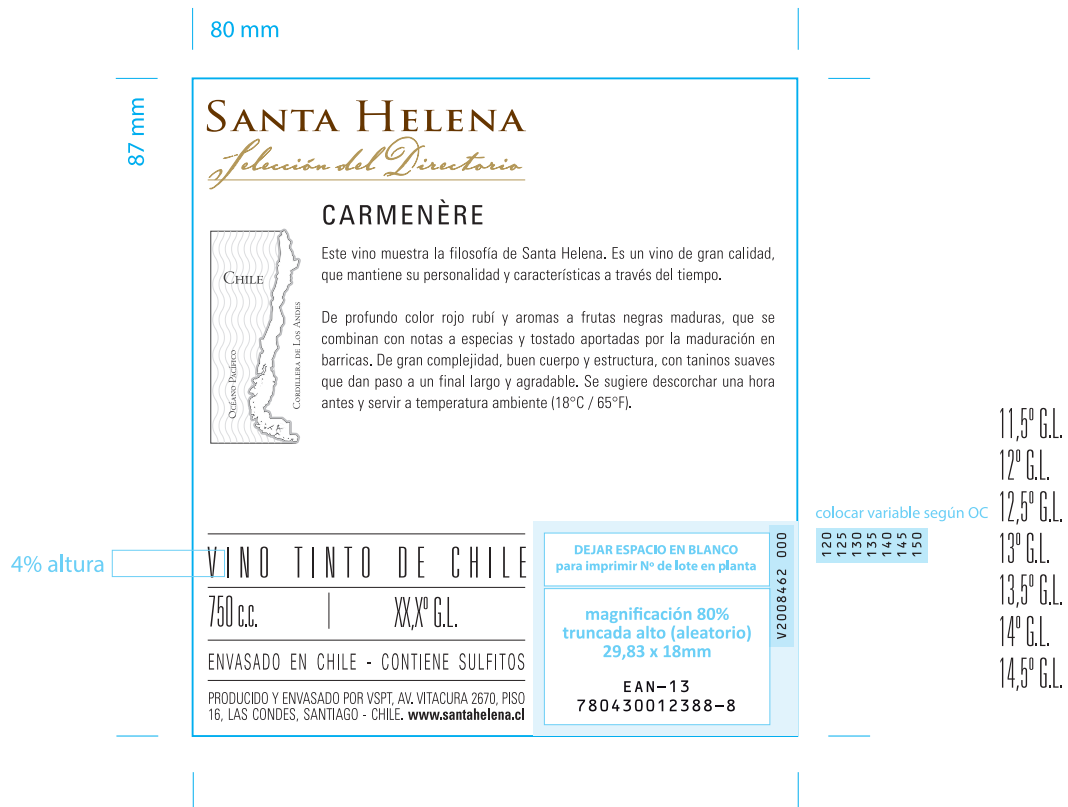 80 mm
87 mm
SANTA HELENA
Selección del Directorio
CARMENÈRE
Este vino muestra la filosofía de Santa Helena. Es un vino de gran calidad,
que mantiene su personalidad y características a través del tiempo.
De profundo color rojo rubí y aromas a frutas negras maduras, que se
combinan con notas a especias y tostado aportadas por la maduración en
barricas. De gran complejidad, buen cuerpo y estructura, con taninos suaves
que dan paso a un final largo y agradable. Se sugiere descorchar una hora
antes y servir a temperatura ambiente (18°C / 65°F).
CHILE
OCÉANO PACÍFICO
CORDILLERA DE LOS ANDES
4% altura
VINO TINTO DE CHILE
750 c.c. | XX,Xº G.L.
ENVASADO EN CHILE - CONTIENE SULFITOS
PRODUCIDO Y ENVASADO POR VSPT, AV. VITACURA 2670, PISO
16, LAS CONDES, SANTIAGO - CHILE. www.santahelena.cl
DEJAR ESPACIO EN BLANCO
para imprimir Nº de lote en planta
magnificación 80%
truncada alto (aleatorio)
29,83 x 18mm
EAN-13
780430012388-8
V2008462 000
colocar variable según OC
120
125
130
135
140
145
150
11,5º G.L.
12º G.L.
12,5º G.L.
13º G.L.
13,5º G.L.
14º G.L.
14,5º G.L.